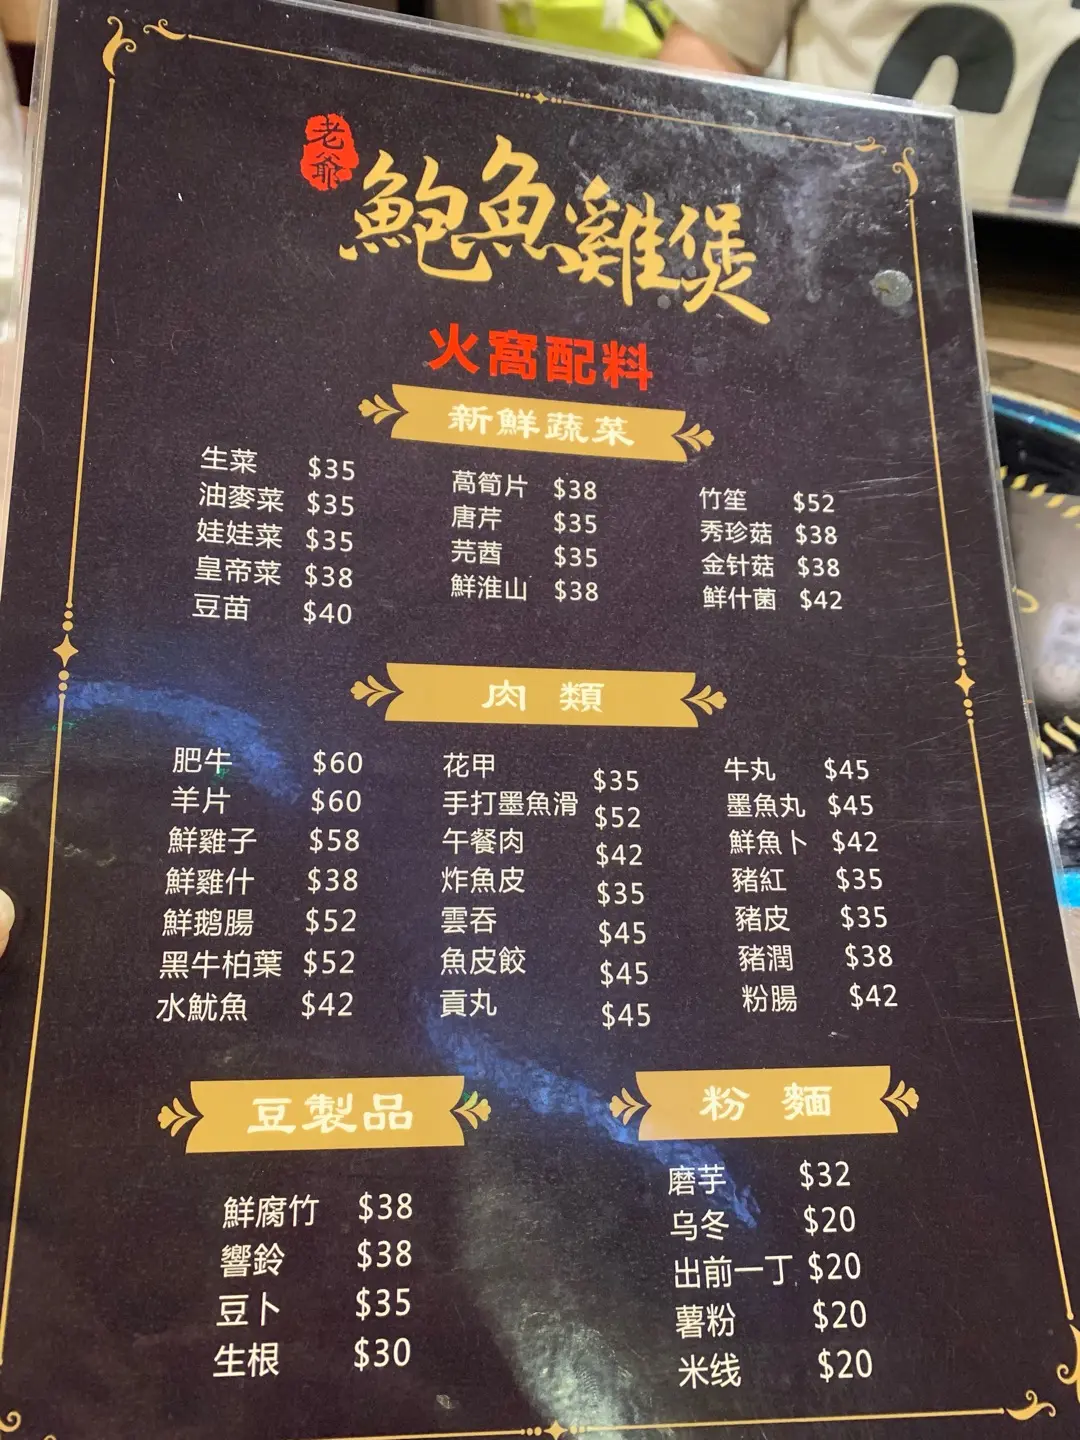 老爺
鮑魚雞煲
火窩配料
新鮮蔬菜
生菜 $35
油麥菜 $35
娃娃菜 $35
皇帝菜 $38
豆苗 $40
萵筍片 $38
唐芹 $35
芫茜 $35
鮮淮山 $38
竹笙 $52
秀珍菇 $38
金针菇 $38
鲜什菌 $42
肉類
肥牛 $60
羊片 $60
鮮雞子 $58
鮮雞什 $38
鮮鹅腸 $52
黑牛柏葉 $52
水魷魚 $42
花甲 $35
手打墨魚滑 $52
午餐肉 $42
炸魚皮 $35
雲吞 $45
魚皮餃 $45
貢丸 $45
牛丸 $45
墨魚丸 $45
鮮魚卜 $42
豬紅 $35
豬皮 $35
豬潤 $38
粉腸 $42
豆製品
鮮腐竹 $38
響鈴 $38
豆卜 $35
生根 $30
粉麵
磨芋 $32
乌冬 $20
出前一丁 $20
薯粉 $20
米线 $20